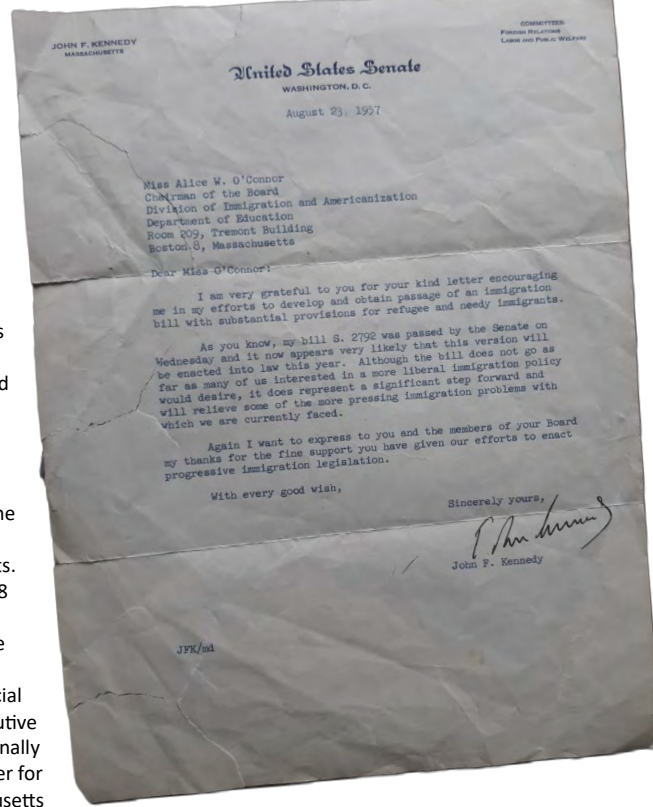 JOHN F. KENNEDY
MASSACHUSETTS
COMMITTEES:
FOREIGN RELATIONS
LABOR AND PUBLIC WELFARE
United States Senate
WASHINGTON, D. C.
August 23, 1957
Miss Alice W. O'Connor
Chairman of the Board
Division of Immigration and Americanization
Department of Education
Room 209, Tremont Building
Boston 8, Massachusetts
Dear Miss O'Connor:
I am very grateful to you for your kind letter encouraging
me in my efforts to develop and obtain passage of an immigration
bill with substantial provisions for refugee and needy immigrants.
As you know, my bill S. 2792 was passed by the Senate on
Wednesday and it now appears very likely that this version will
be enacted into law this year. Although the bill does not go as
far as many of us interested in a more liberal immigration policy
would desire, it does represent a significant step forward and
will relieve some of the more pressing immigration problems with
which we are currently faced.
Again I want to express to you and the members of your Board
my thanks for the fine support you have given our efforts to enact
progressive immigration legislation.
With every good wish,
Sincerely yours,
John F. Kennedy
JFK/md
s
d
ne
ts.
8
e
cial
utive
nally
er for
usetts